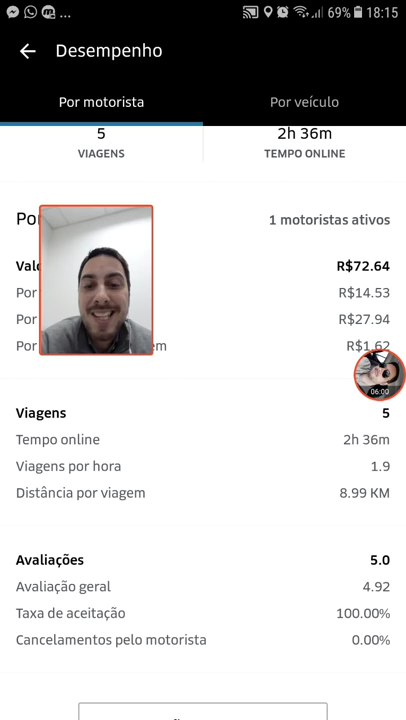 69% 18:15
Desempenho
Por motorista Por veículo
5 2h 36m
VIAGENS TEMPO ONLINE
1 motoristas ativos
R$72.64
Por R$14.53
Por R$27.94
Por R$1.62
06:00
Viagens 5
Tempo online 2h 36m
Viagens por hora 1.9
Distância por viagem 8.99 KM
Avaliações 5.0
Avaliação geral 4.92
Taxa de aceitação 100.00%
Cancelamentos pelo motorista 0.00%